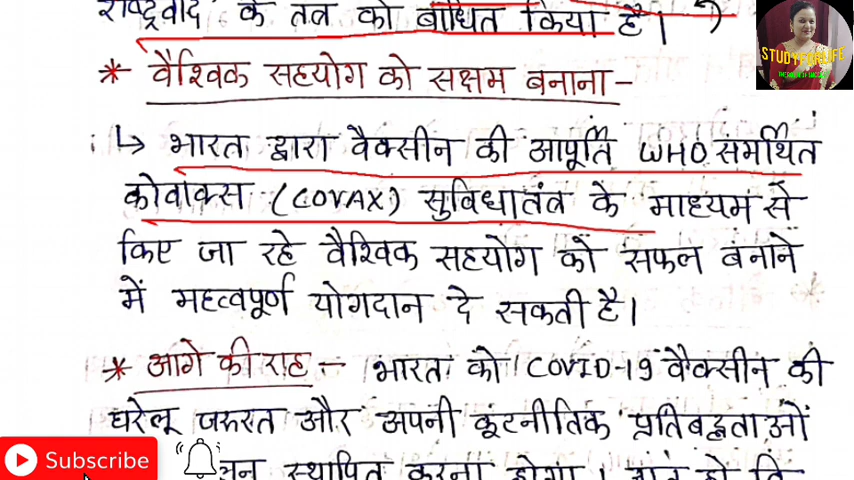 राष्ट्रवाद के तत्व को बाधित किया है।
* वैश्विक सहयोग को सक्षम बनाना -
↳ भारत द्वारा वैक्सीन की आपूर्ति WHO समर्थित
कोवाक्स (COVAX) सुविधातंत्र के माध्यम से
किए जा रहे वैश्विक सहयोग को सफल बनाने
में महत्वपूर्ण योगदान दे सकती है।
* आगे की राह - भारत को COVID-19 वैक्सीन की
घरेलू जरुरत और अपनी कूटनीतिक प्रतिबद्धताओं
स्थापित करना होगा।
STUDYFORLIFE
Subscribe